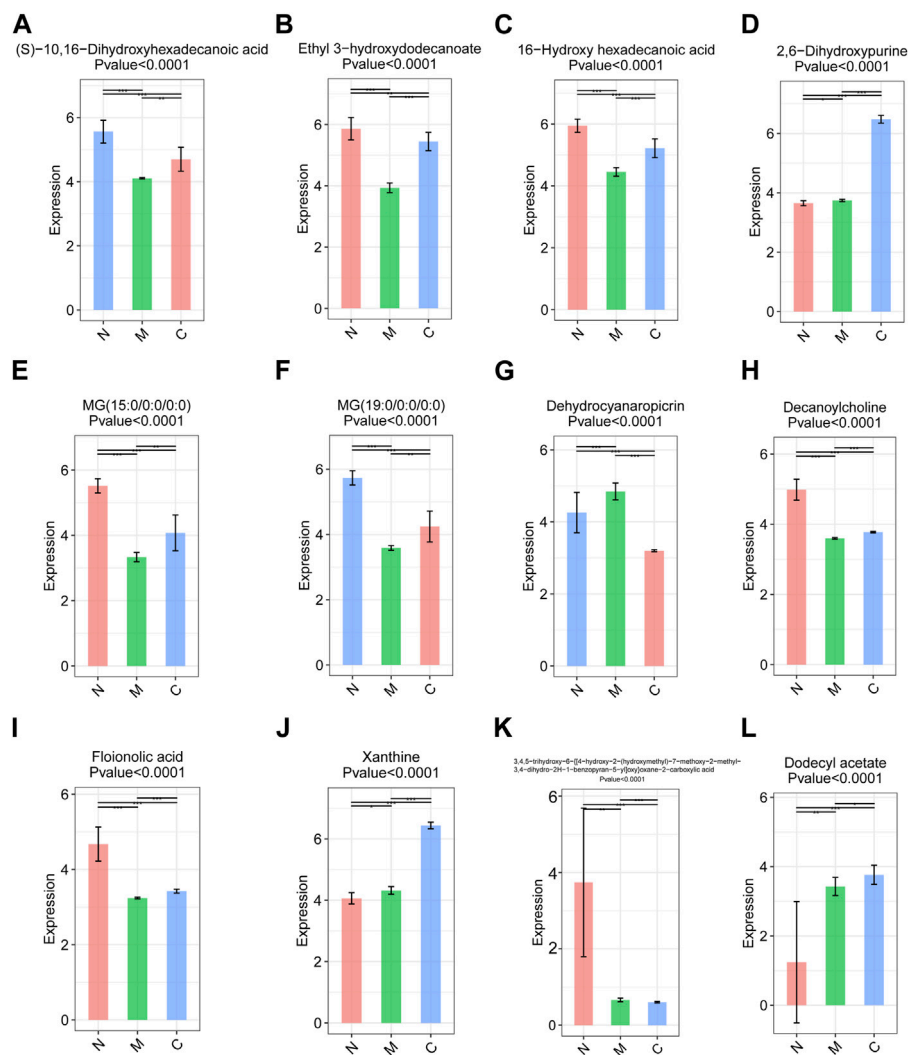 A
(S)−10,16−Dihydroxyhexadecanoic acid
Pvalue<0.0001
***
***
**
Expression
6
4
2
0
N
M
C
B
Ethyl 3−hydroxydodecanoate
Pvalue<0.0001
***
**
***
Expression
6
4
2
0
N
M
C
C
16−Hydroxy hexadecanoic acid
Pvalue<0.0001
***
***
***
Expression
6
4
2
0
N
M
C
D
2,6−Dihydroxypurine
Pvalue<0.0001
***
***
*
Expression
6
4
2
0
N
M
C
E
MG(15:0/0:0/0:0)
Pvalue<0.0001
**
***
***
Expression
6
4
2
0
N
M
C
F
MG(19:0/0:0/0:0)
Pvalue<0.0001
***
***
**
Expression
6
4
2
0
N
M
C
G
Dehydrocyanaropicrin
Pvalue<0.0001
***
***
***
Expression
6
4
2
0
N
M
C
H
Decanoylcholine
Pvalue<0.0001
***
***
***
Expression
6
4
2
0
N
M
C
I
Floionolic acid
Pvalue<0.0001
***
***
***
Expression
6
4
2
0
N
M
C
J
Xanthine
Pvalue<0.0001
***
***
*
Expression
6
4
2
0
N
M
C
K
3,4,5−trihydroxy−6−{[4−hydroxy−2−(hydroxymethyl)−7−methoxy−2−methyl−
3,4−dihydro−2H−1−benzopyran−5−yl]oxy}oxane−2−carboxylic acid
Pvalue<0.0001
***
***
**
Expression
6
4
2
0
N
M
C
L
Dodecyl acetate
Pvalue<0.0001
*
***
**
Expression
6
4
2
0
N
M
C